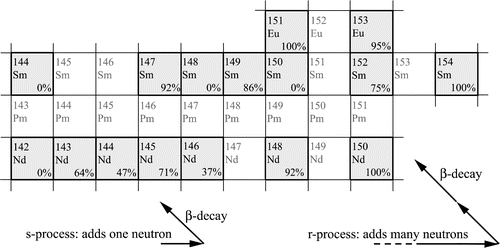 151 152 153
Eu Eu Eu
100% 95%
144 145 146 147 148 149 150 151 152 153 154
Sm Sm Sm Sm Sm Sm Sm Sm Sm Sm Sm
0% 92% 0% 86% 0% 75% 100%
143 144 145 146 147 148 149 150 151
Pm Pm Pm Pm Pm Pm Pm Pm Pm
142 143 144 145 146 147 148 149 150
Nd Nd Nd Nd Nd Nd Nd Nd Nd
0% 64% 47% 71% 37% 92% 100%
β-decay
s-process: adds one neutron
β-decay
r-process: adds many neutrons